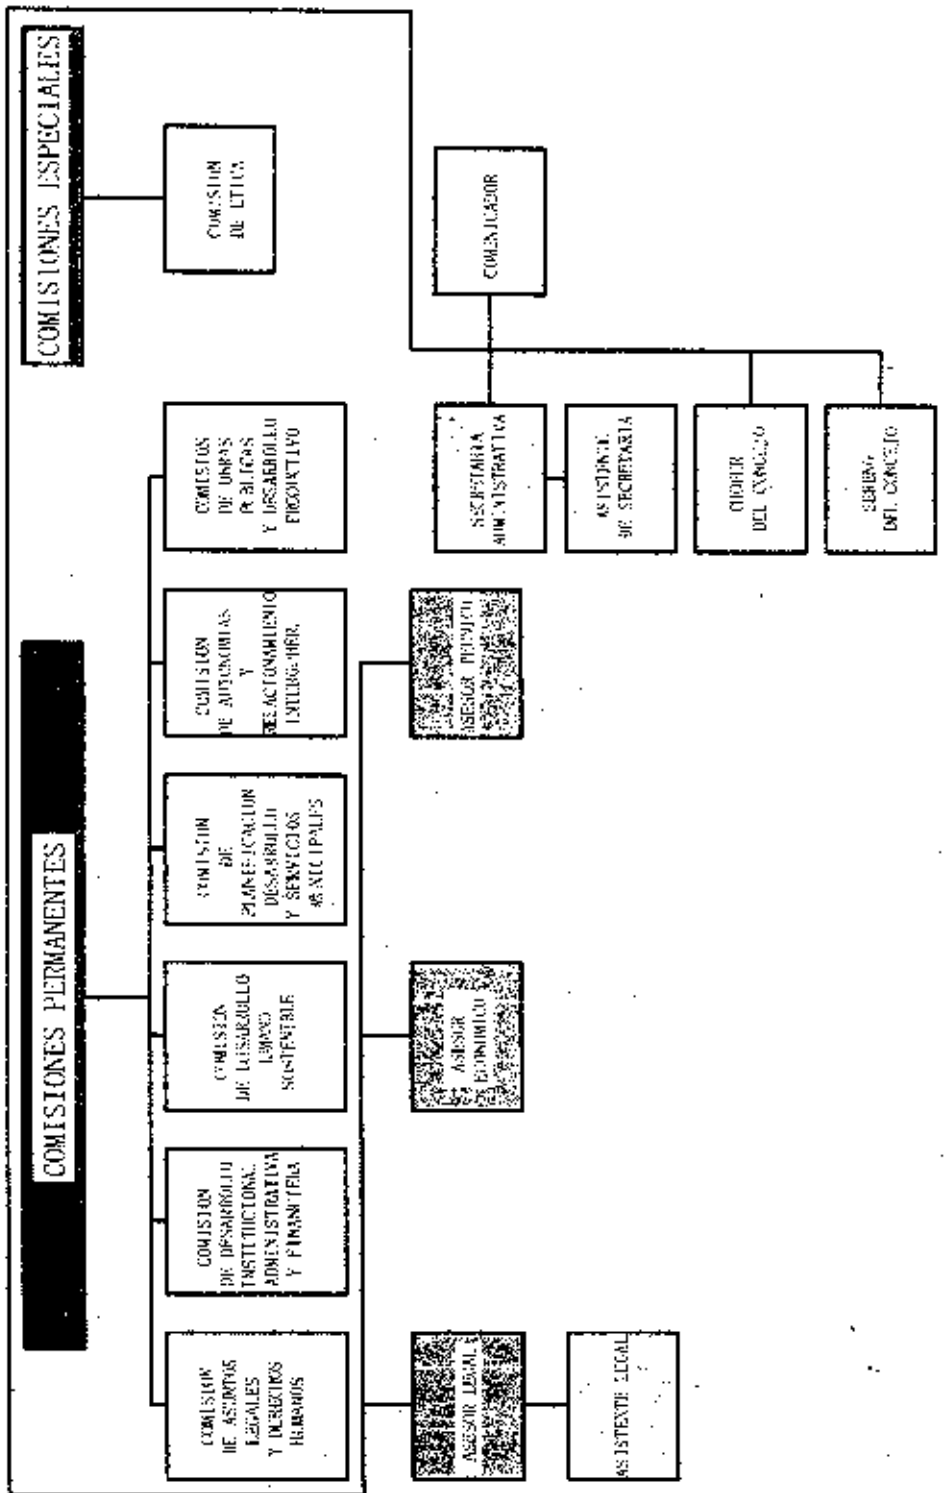 COMISIONES PERMANENTES
COMISIONES ESPECIALES
COMISION
DE ASUNTOS
LEGALES
Y DERECHOS
HUMANOS
COMISION
DE DESARROLLO
INSTITUCIONAL
ADMINISTRATIVA
Y FINANCIERA
COMISION
DE DESARROLLO
HUMANO
SOSTENIBLE
COMISION
DE
PLANIFICACION
DESARROLLO
Y SERVICIOS
MUNICIPALES
COMISION
DE AUTONOMIAS
Y
RELACIONAMIENTO
COMISION
DE OBRAS
PUBLICAS
Y DESARROLLO
PRODUCTIVO
COMISION
DE ETICA
ASESOR LEGAL
ASESOR
ECONOMICO
ASESOR TECNICO
SECRETARIA
ADMINISTRATIVA
COMUNICADOR
ASISTENTE LEGAL
ASISTENTE
DE SECRETARIA
CHOFER
DEL CONCEJO
SERENO
DEL CONCEJO